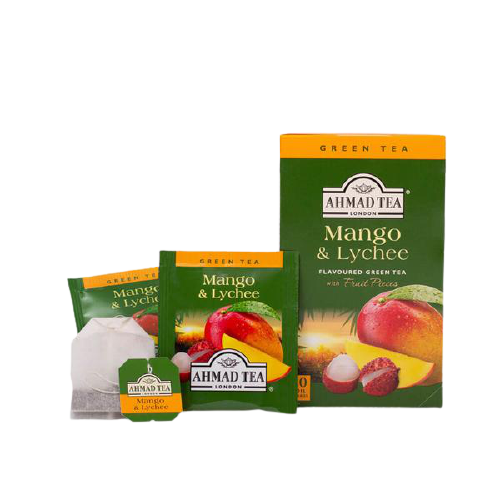 GREEN TEA
AHMAD TEA
LONDON
Mango
& Lychee
FLAVOURED GREEN TEA
with Fruit Pieces
GREEN TEA
Mango
& Lychee
AHMAD TEA
LONDON
GREEN TEA
Mango
& Lychee
AHMAD TEA
LONDON
Mango
& Lychee